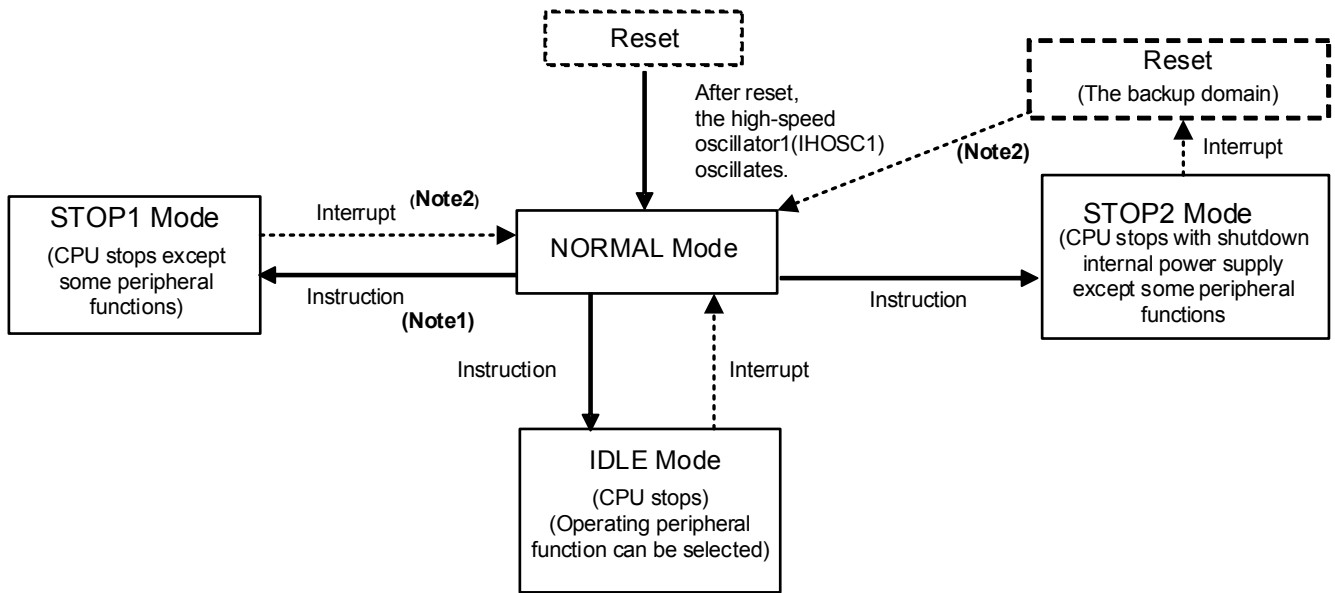 Reset
After reset,
the high-speed
oscillator1(IHOSC1)
oscillates.
Reset
(The backup domain)
(Note2)
Interrupt
STOP1 Mode
(CPU stops except
some peripheral
functions)
Interrupt (Note2)
Instruction
(Note1)
NORMAL Mode
Instruction
STOP2 Mode
(CPU stops with shutdown
internal power supply
except some peripheral
functions
Instruction
Interrupt
IDLE Mode
(CPU stops)
(Operating peripheral
function can be selected)